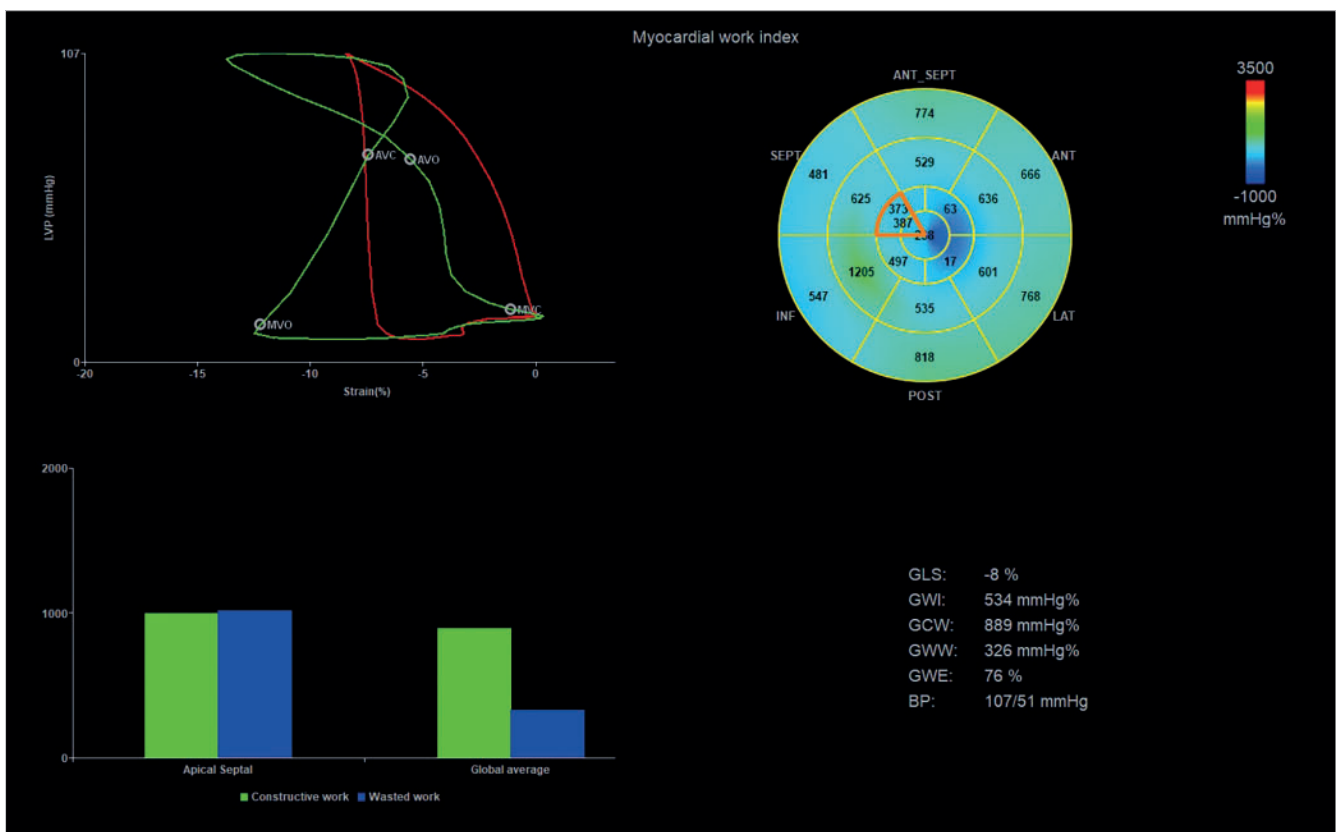 Myocardial work index
107
LVP (mmHg)
0
-20 -15 -10 -5 0
Strain(%)
AVC AVO
MVO MVC
ANT_SEPT
SEPT ANT
INF LAT
POST
774
481 529 666
625 636
373 63
387
497 17
1205 601
547 535 768
818
3500
-1000
mmHg%
2000
1000
0
Apical Septal Global average
Constructive work Wasted work
GLS: -8 %
GWI: 534 mmHg%
GCW: 889 mmHg%
GWW: 326 mmHg%
GWE: 76 %
BP: 107/51 mmHg